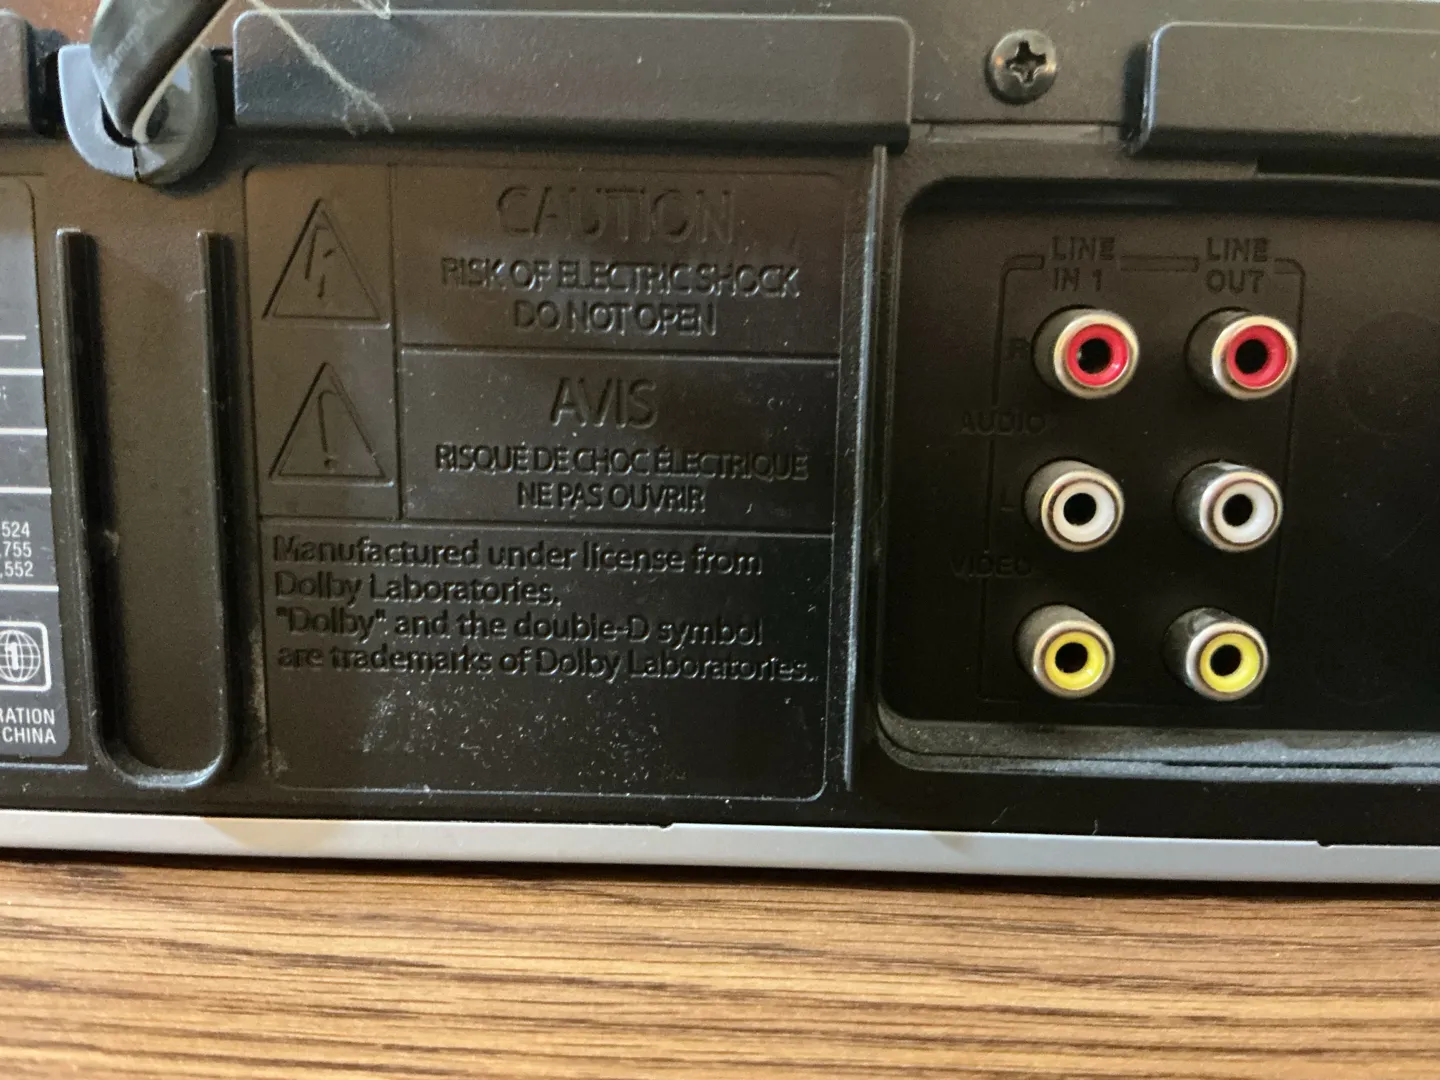 CAUTION
RISK OF ELECTRIC SHOCK
DO NOT OPEN
AVIS
RISQUE DE CHOC ÉLECTRIQUE
NE PAS OUVRIR
Manufactured under license from
Dolby Laboratories.
"Dolby" and the double-D symbol
are trademarks of Dolby Laboratories.
LINE
IN 1
LINE
OUT
R
AUDIO
L
VIDEO
524
,755
,552
1
RATION
CHINA